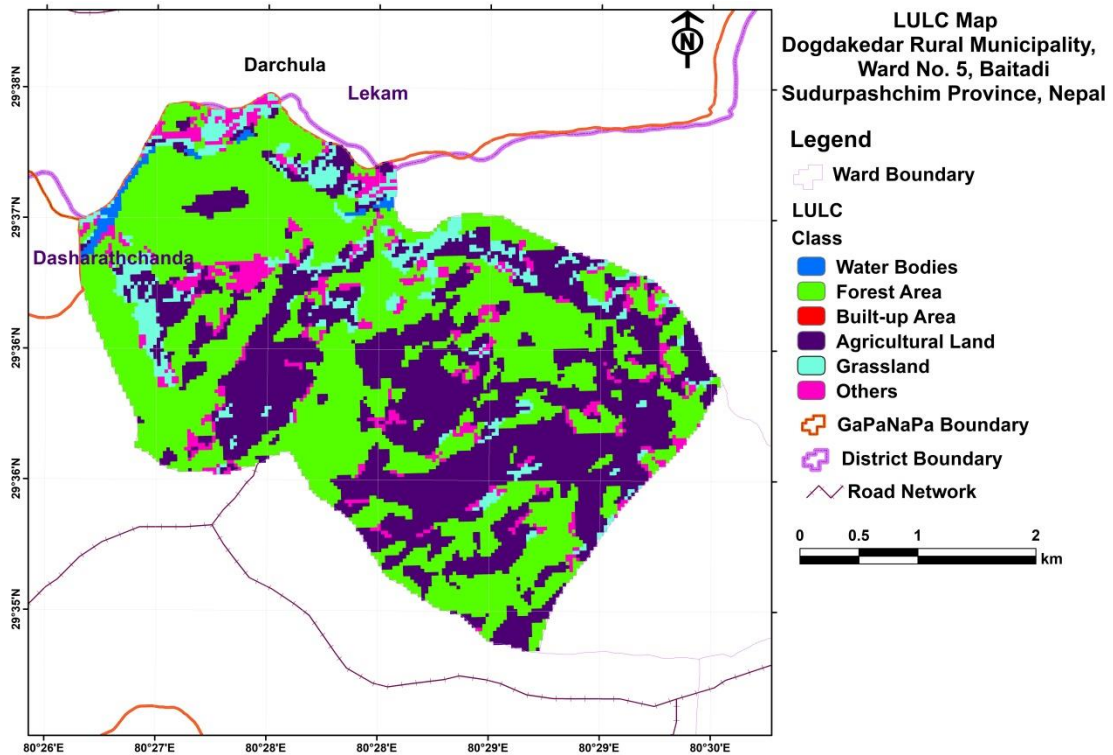 LULC Map
Dogdakedar Rural Municipality,
Ward No. 5, Baitadi
Sudurpashchim Province, Nepal
Legend
Ward Boundary
LULC
Class
Water Bodies
Forest Area
Built-up Area
Agricultural Land
Grassland
Others
GaPaNaPa Boundary
District Boundary
Road Network
0 0.5 1 2
km
N
Darchula
Lekam
Dasharathchanda
29°38'N
29°37'N
29°36'N
29°36'N
29°35'N
80°26'E 80°27'E 80°28'E 80°28'E 80°29'E 80°29'E 80°30'E